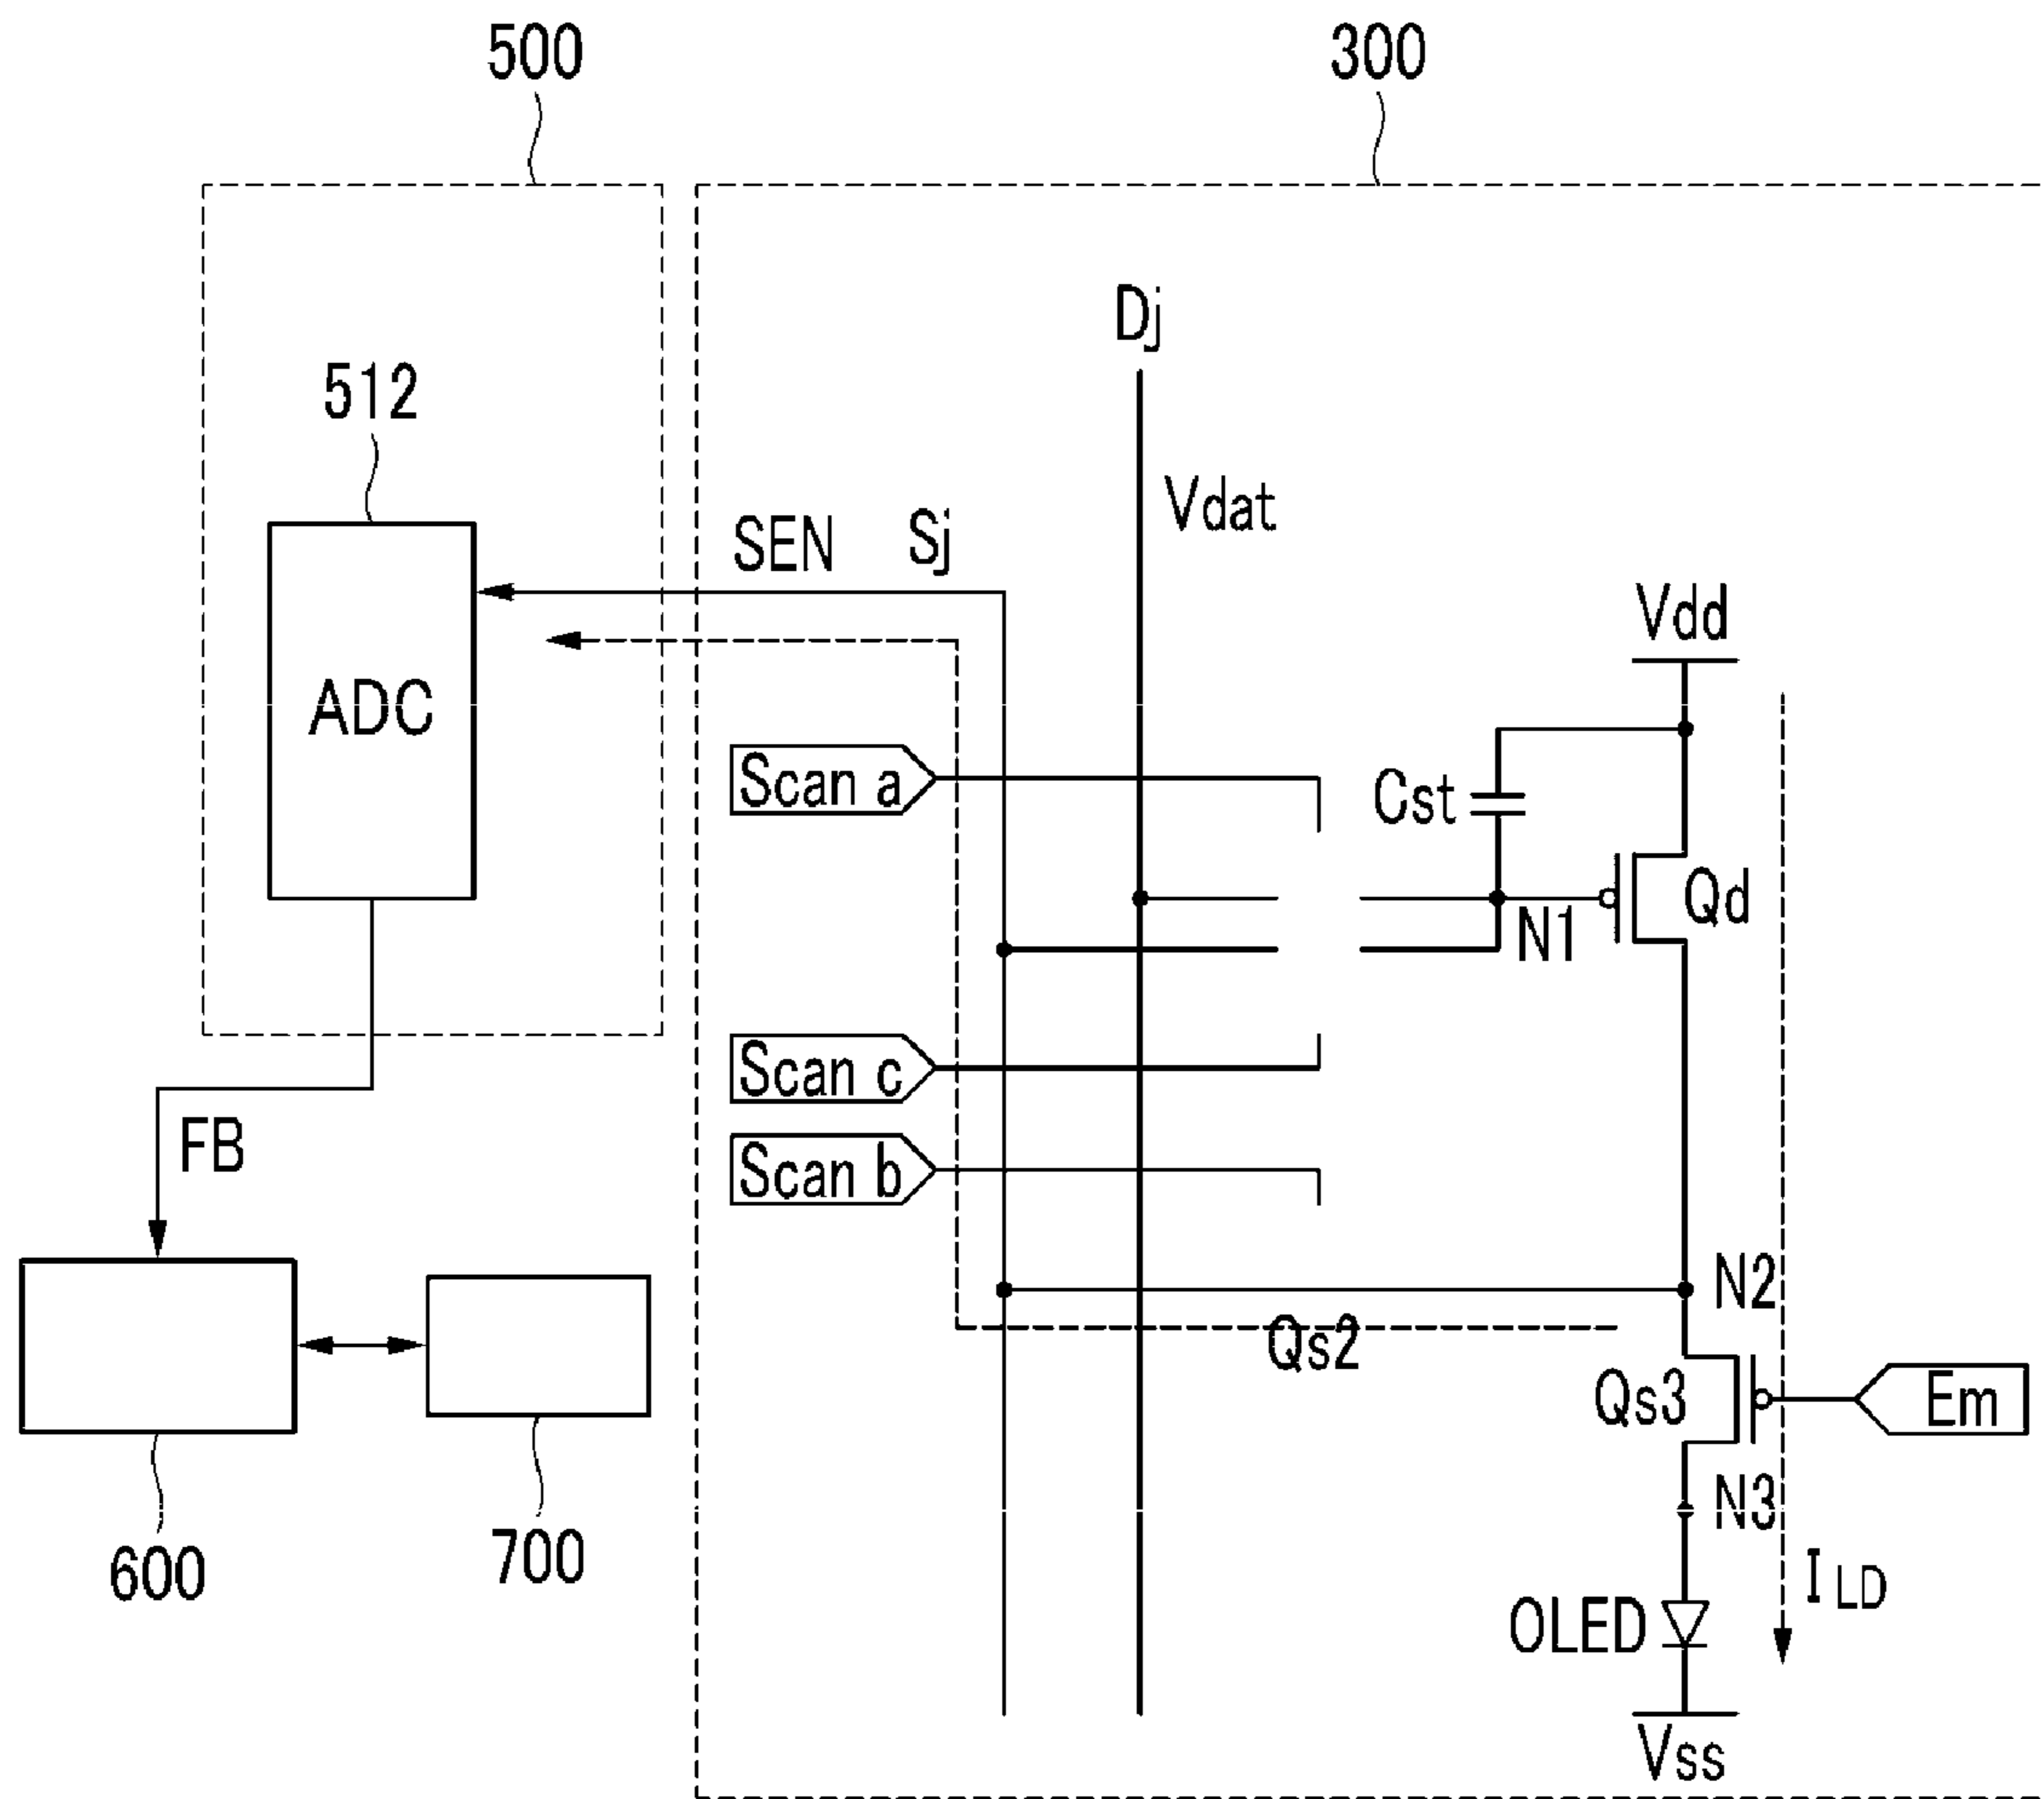 500
300
Dj
512
Vdat
SEN
Sj
Vdd
ADC
Scan a
Cst
Qd
N1
Scan c
FB
Scan b
N2
Qs2
Qs3
Em
N3
600
700
ILD
OLED
Vss